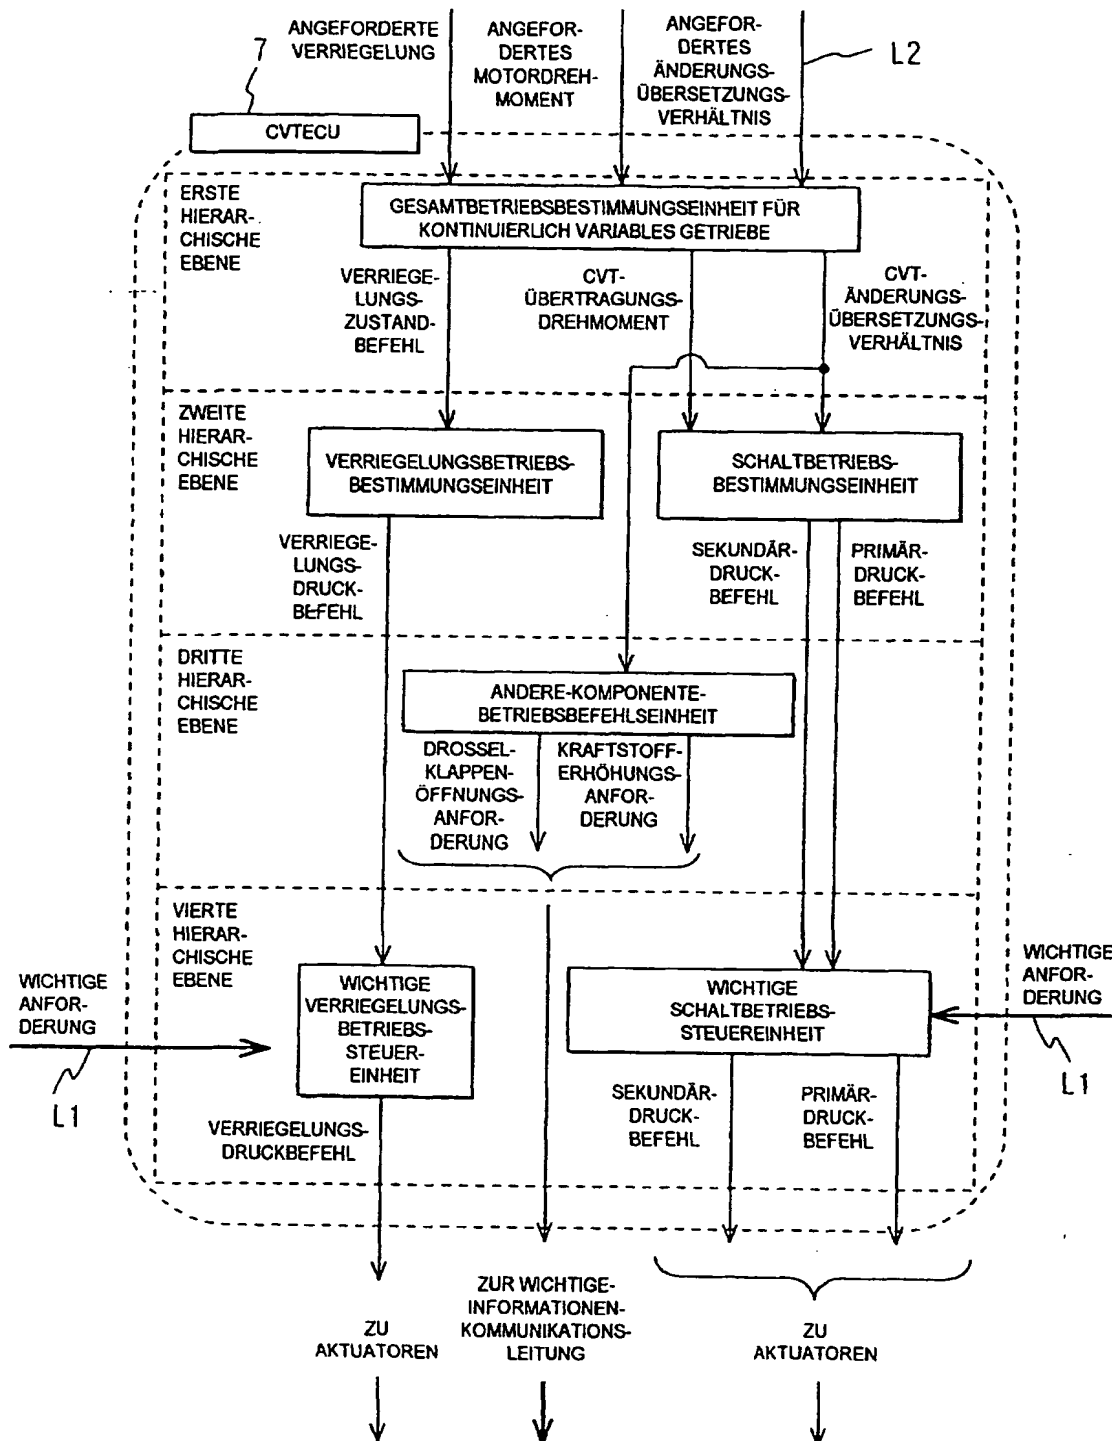 ANGEFORDERTE
VERRIEGELUNG
ANGEFOR-
DERTES
MOTORDREH-
MOMENT
ANGEFOR-
DERTES
ÄNDERUNGS-
ÜBERSETZUNGS-
VERHÄLTNIS
L2
7
CVTECU
ERSTE
HIERAR-
CHISCHE
EBENE
GESAMTBETRIEBSBESTIMMUNGSEINHEIT FÜR
KONTINUIERLICH VARIABLES GETRIEBE
VERRIEGE-
LUNGS-
ZUSTAND-
BEFEHL
CVT-
ÜBERTRAGUNGS-
DREHMOMENT
CVT-
ÄNDERUNGS-
ÜBERSETZUNGS-
VERHÄLTNIS
ZWEITE
HIERAR-
CHISCHE
EBENE
VERRIEGELUNGSBETRIEBS-
BESTIMMUNGSEINHEIT
SCHALTBETRIEBS-
BESTIMMUNGSEINHEIT
VERRIEGE-
LUNGS-
DRUCK-
BEFEHL
SEKUNDÄR-
DRUCK-
BEFEHL
PRIMÄR-
DRUCK-
BEFEHL
DRITTE
HIERAR-
CHISCHE
EBENE
ANDERE-KOMPONENTE-
BETRIEBSBEFEHLSEINHEIT
DROSSEL-
KLAPPEN-
ÖFFNUNGS-
ANFOR-
DERUNG
KRAFTSTOFF-
ERHÖHUNGS-
ANFOR-
DERUNG
VIERTE
HIERAR-
CHISCHE
EBENE
WICHTIGE
ANFOR-
DERUNG
L1
WICHTIGE
VERRIEGELUNGS-
BETRIEBS-
STEUER-
EINHEIT
WICHTIGE
SCHALTBETRIEBS-
STEUEREINHEIT
WICHTIGE
ANFOR-
DERUNG
L1
VERRIEGELUNGS-
DRUCKBEFEHL
SEKUNDÄR-
DRUCK-
BEFEHL
PRIMÄR-
DRUCK-
BEFEHL
ZU
AKTUATOREN
ZUR WICHTIGE-
INFORMATIONEN-
KOMMUNIKATIONS-
LEITUNG
ZU
AKTUATOREN